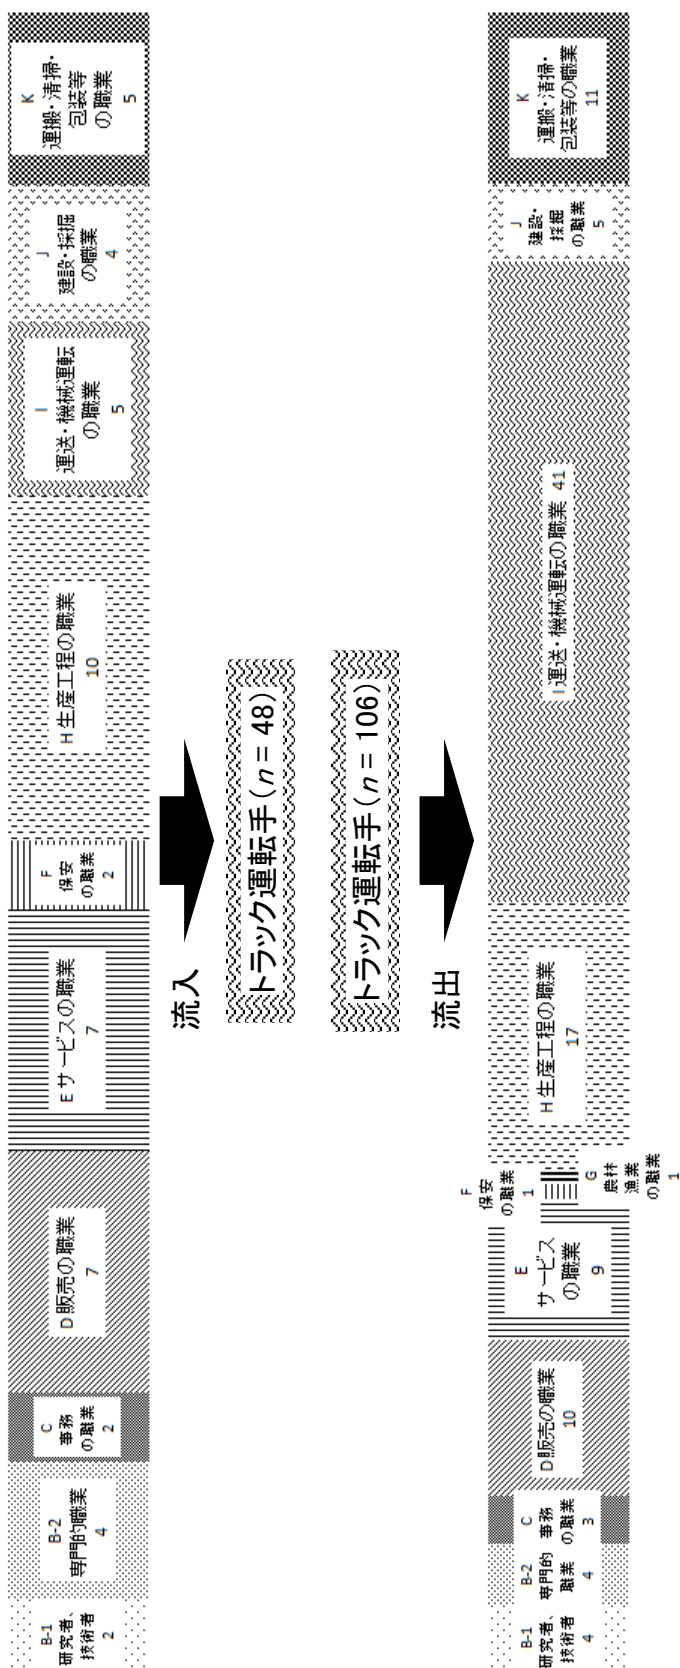 B-1
研究者、
技術者
2
B-2
専門的職業
4
C
事務
の職業
2
D 販売の職業
7
E サービスの職業
7
F
保安
の職業
2
H 生産工程の職業
10
I
運送・機械運転
の職業
5
J
建設・採掘
の職業
4
K
運搬・清掃・
包装等
の職業
5
流入
トラック運転手(n = 48)
トラック運転手(n = 106)
流出
B-1
研究者、
技術者
4
B-2
専門的
職業
4
C
事務
の職業
3
D 販売の職業
10
E
サービス
の職業
9
F
保安
の職業
1
G
農林
漁業
の職業
1
H 生産工程の職業
17
I 運送・機械運転の職業 41
J
建設・
採掘
の職業
5
K
運搬・清掃・
包装等の職業
11